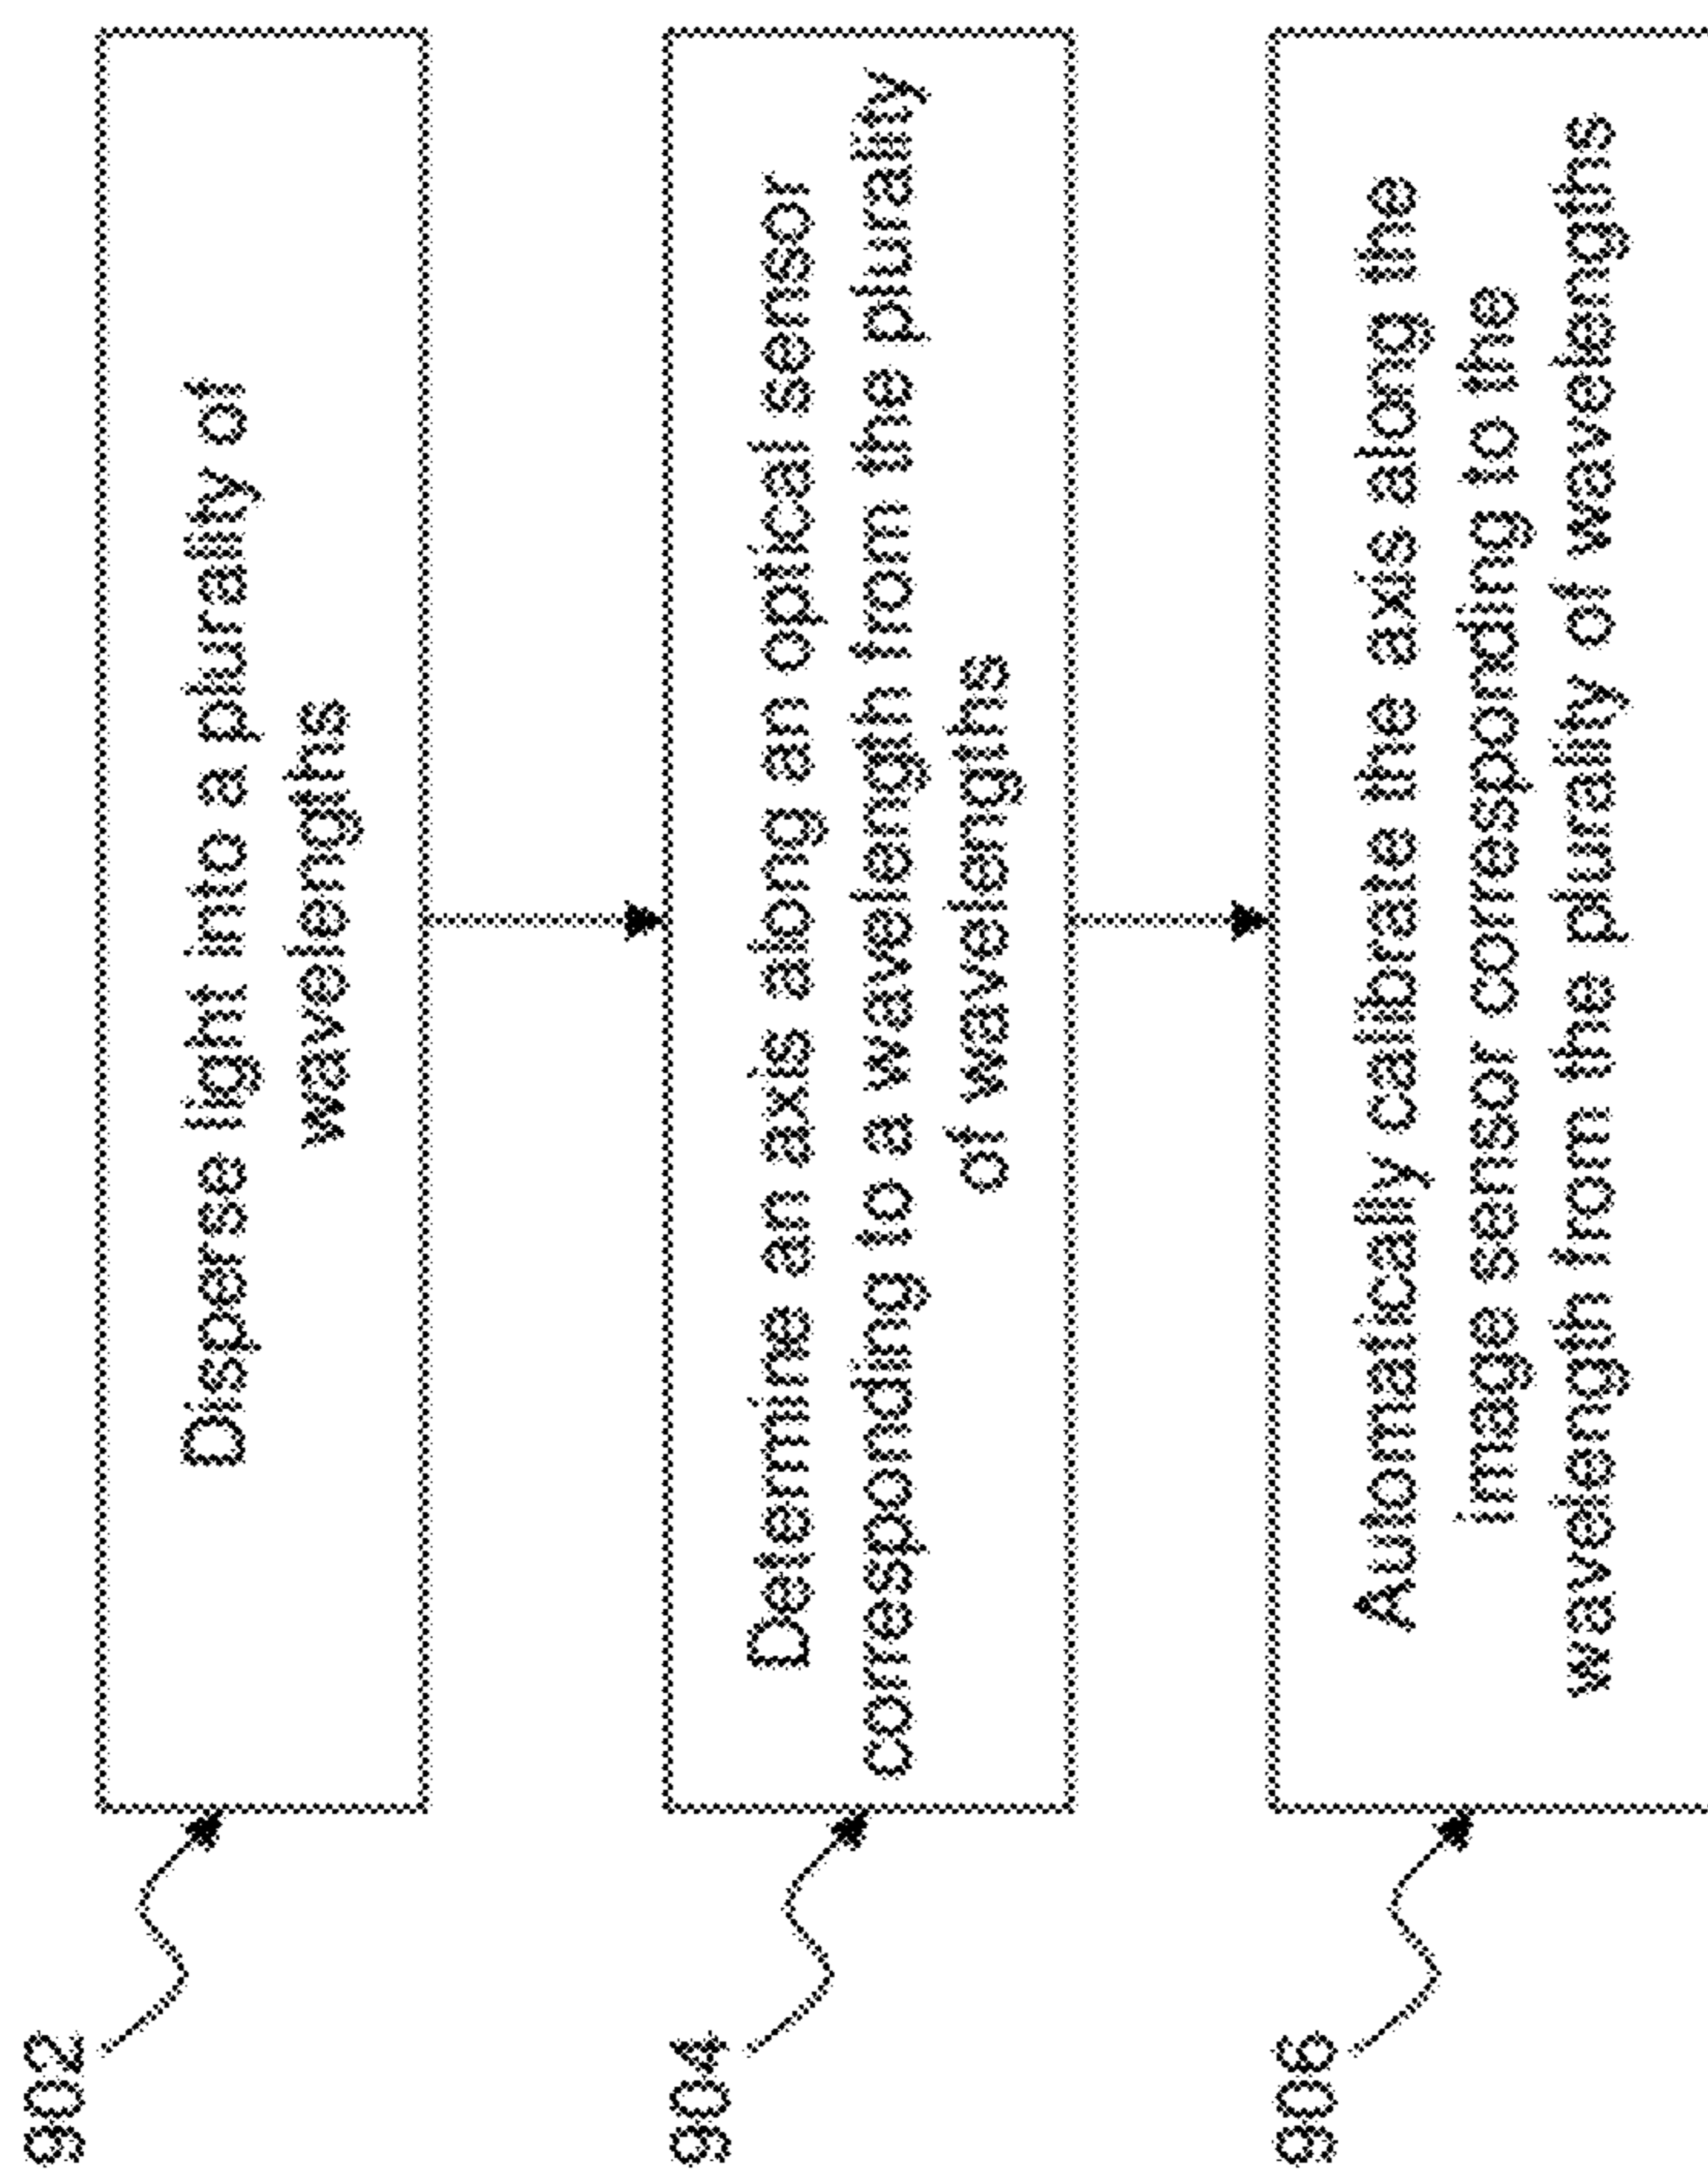 902
Disperse light into a plurality of
wavelengths
904
Determine an axis along an optical sensor
corresponding to a wavelength from the plurality
of wavelengths
906
Automatically calibrate the axis along the
image sensor corresponding to the
wavelength from the plurality of wavelengths